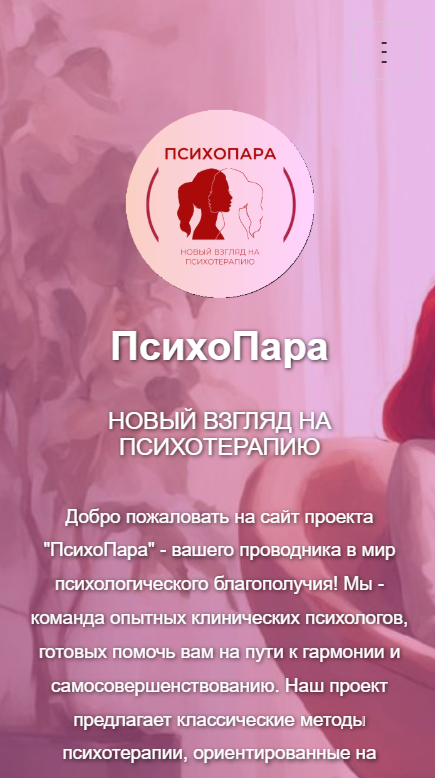 ПСИХОПАРА
НОВЫЙ ВЗГЛЯД НА
ПСИХОТЕРАПИЮ
ПсихоПара
НОВЫЙ ВЗГЛЯД НА
ПСИХОТЕРАПИЮ
Добро пожаловать на сайт проекта
"ПсихоПара" - вашего проводника в мир
психологического благополучия! Мы -
команда опытных клинических психологов,
готовых помочь вам на пути к гармонии и
самосовершенствованию. Наш проект
предлагает классические методы
психотерапии, ориентированные на